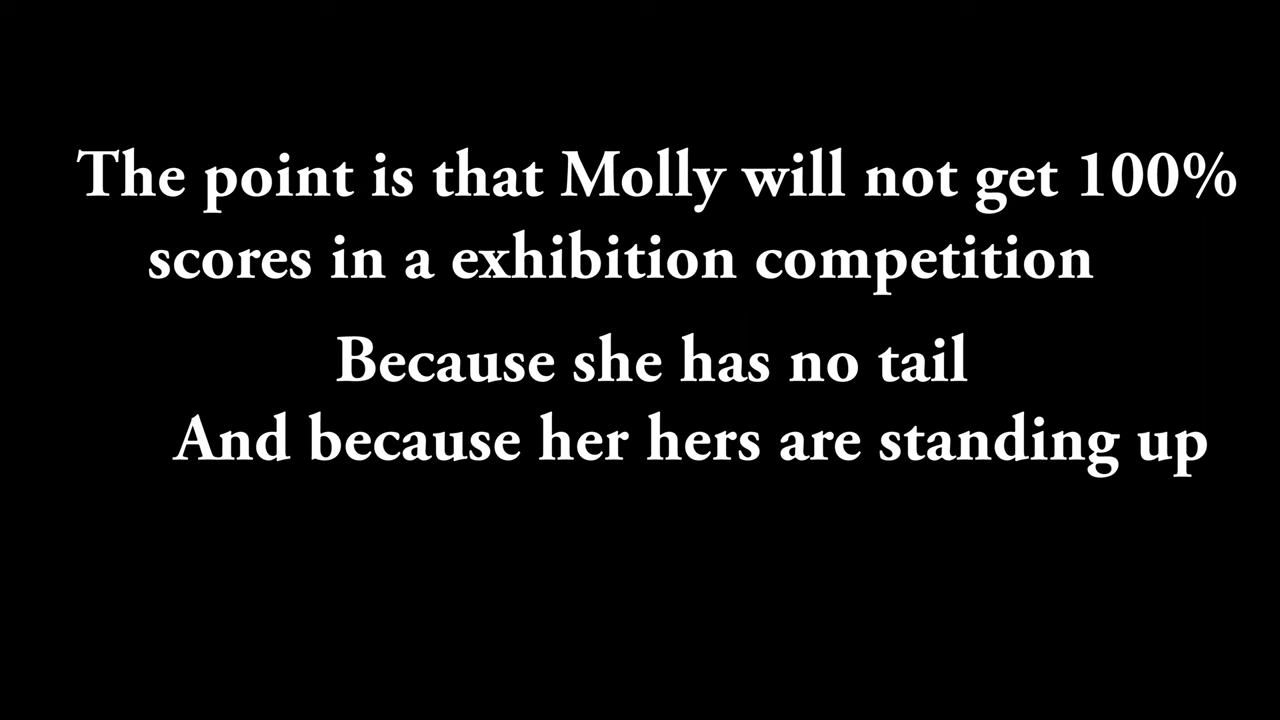 The point is that Molly will not get 100%
scores in a exhibition competition
Because she has no tail
And because her hers are standing up